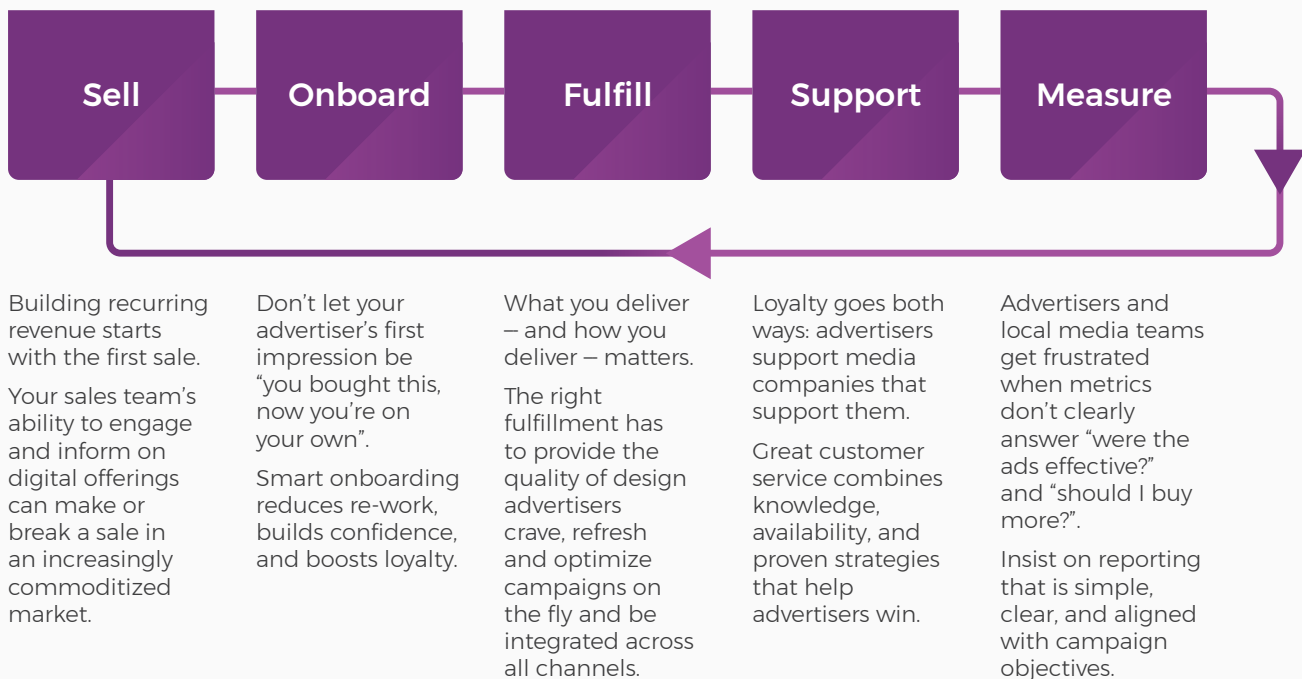 Sell
Onboard
Fulfill
Support
Measure
Building recurring
revenue starts
with the first sale.
Your sales team’s
ability to engage
and inform on
digital offerings
can make or
break a sale in
an increasingly
commoditized
market.
Don’t let your
advertiser’s first
impression be
“you bought this,
now you’re on
your own”.
Smart onboarding
reduces re-work,
builds confidence,
and boosts loyalty.
What you deliver
— and how you
deliver — matters.
The right
fulfillment has
to provide the
quality of design
advertisers
crave, refresh
and optimize
campaigns on
the fly and be
integrated across
all channels.
Loyalty goes both
ways: advertisers
support media
companies that
support them.
Great customer
service combines
knowledge,
availability, and
proven strategies
that help
advertisers win.
Advertisers and
local media teams
get frustrated
when metrics
don’t clearly
answer “were the
ads effective?”
and “should I buy
more?”.
Insist on reporting
that is simple,
clear, and aligned
with campaign
objectives.